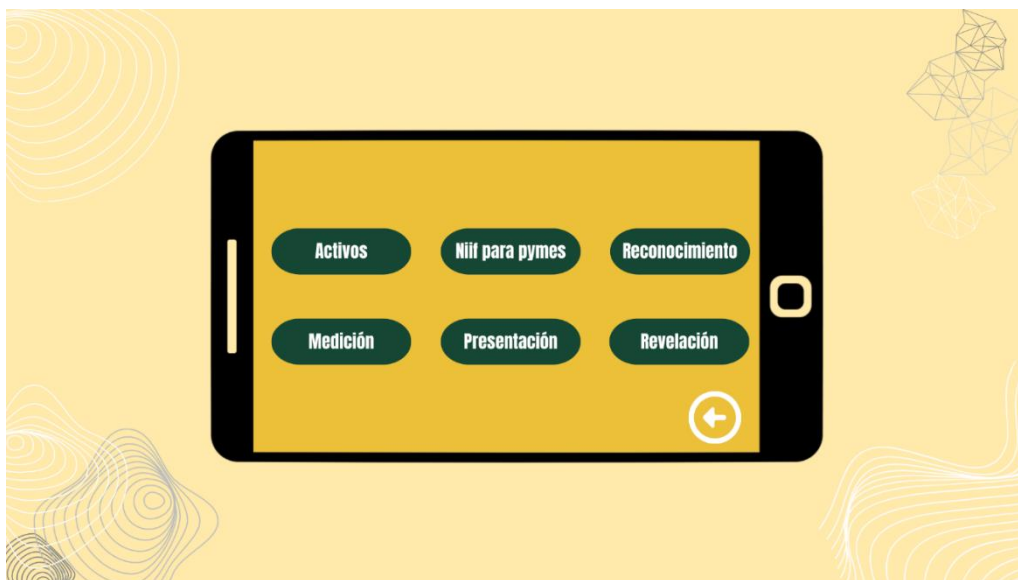 Activos
Niif para pymes
Reconocimiento
Medición
Presentación
Revelación